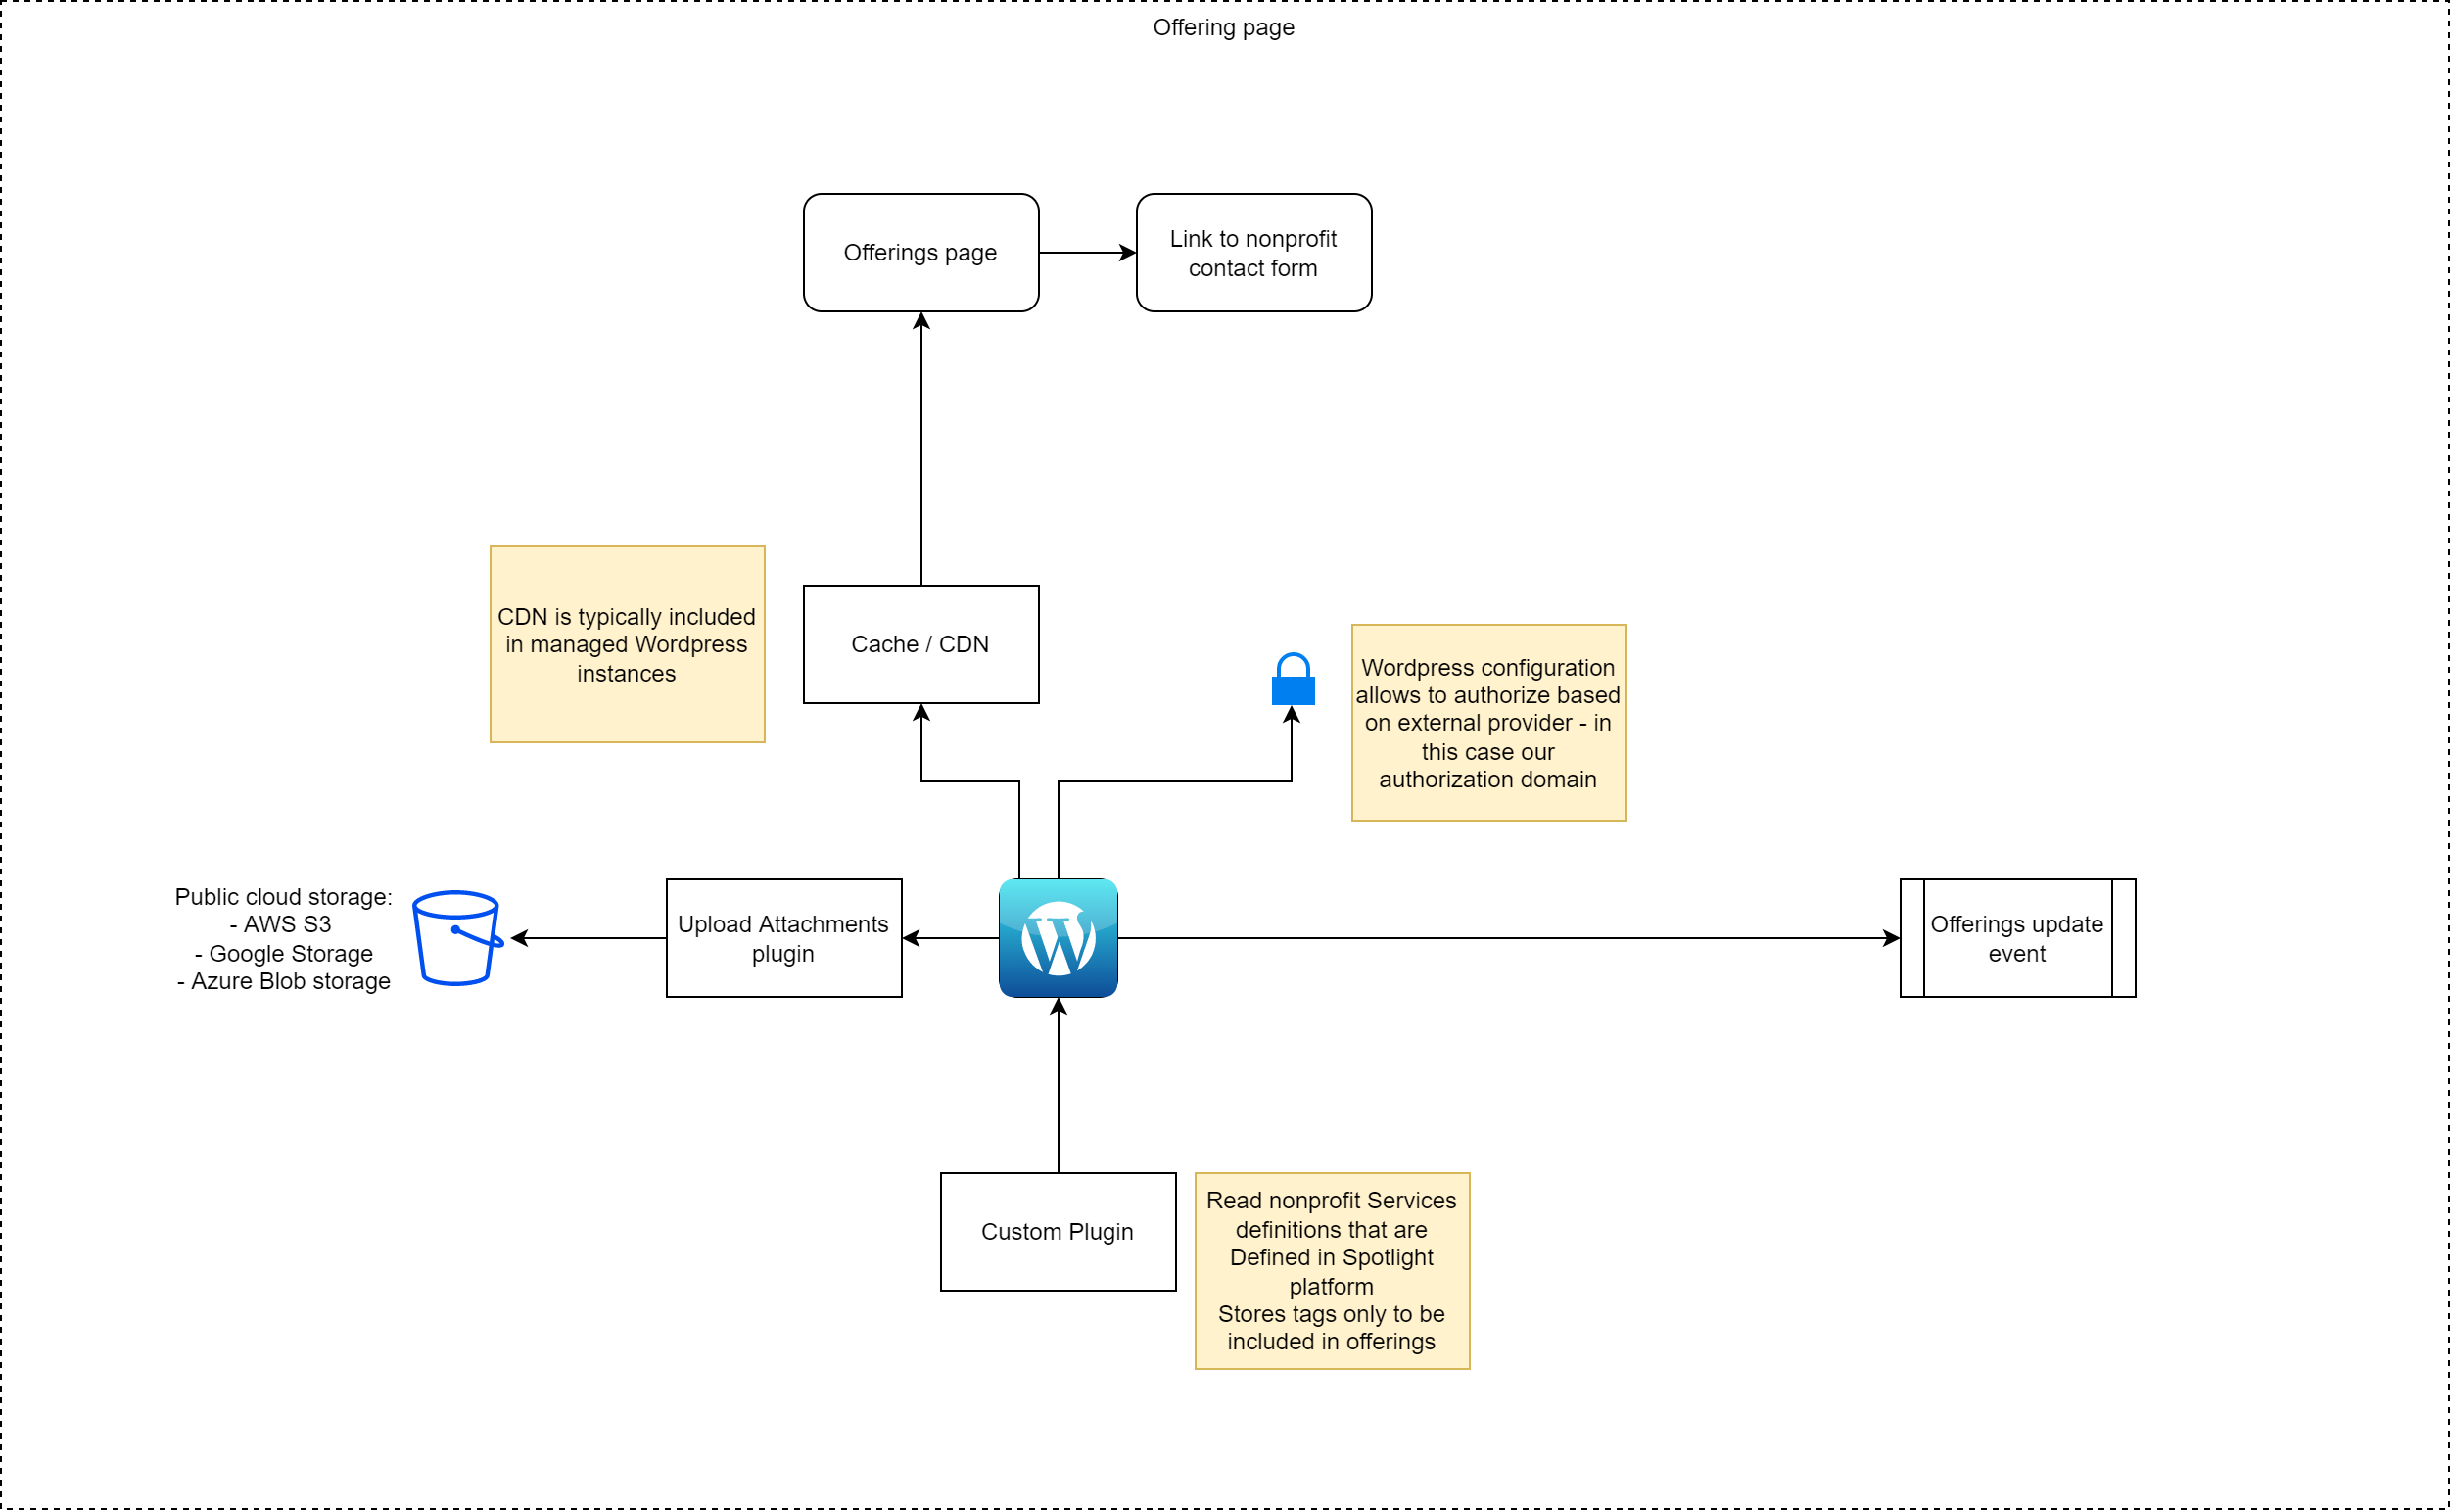 Offering page
Offerings page
Link to nonprofit
contact form
CDN is typically included
in managed Wordpress
instances
Cache / CDN
Wordpress configuration
allows to authorize based
on external provider - in
this case our
authorization domain
Public cloud storage:
- AWS S3
- Google Storage
- Azure Blob storage
Upload Attachments
plugin
Offerings update
event
Custom Plugin
Read nonprofit Services
definitions that are
Defined in Spotlight
platform
Stores tags only to be
included in offerings